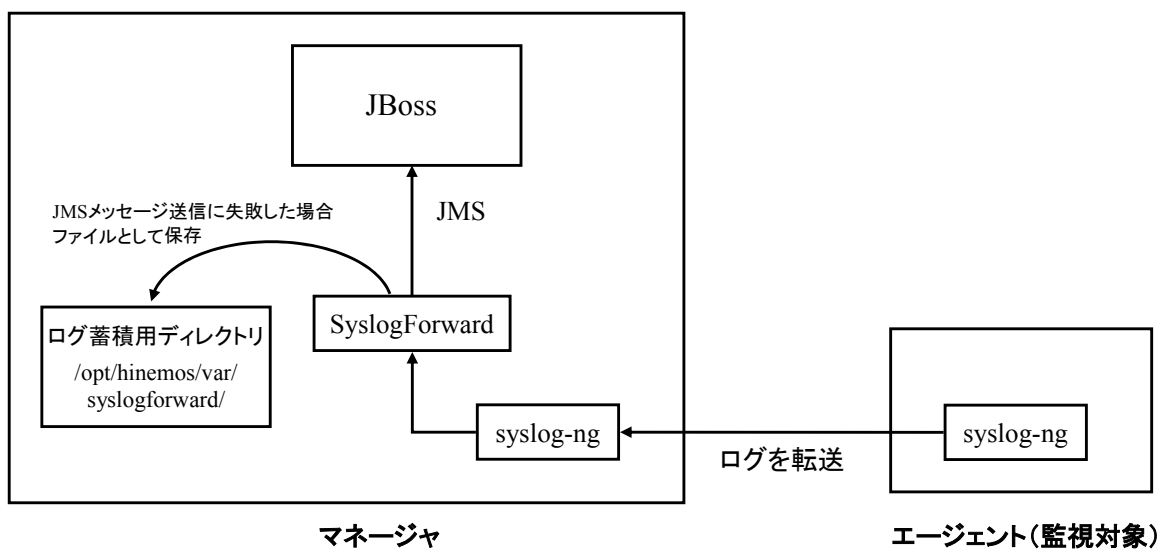 JBoss
JMSメッセージ送信に失敗した場合
ファイルとして保存
JMS
ログ蓄積用ディレクトリ
/opt/hinemos/var/
syslogforward/
SyslogForward
syslog-ng
syslog-ng
ログを転送
マネージャ
エージェント（監視対象）